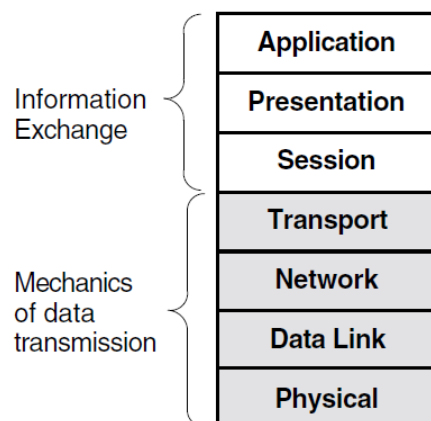 Application
Information
Exchange
Presentation
Session
Transport
Mechanics
of data
transmission
Network
Data Link
Physical